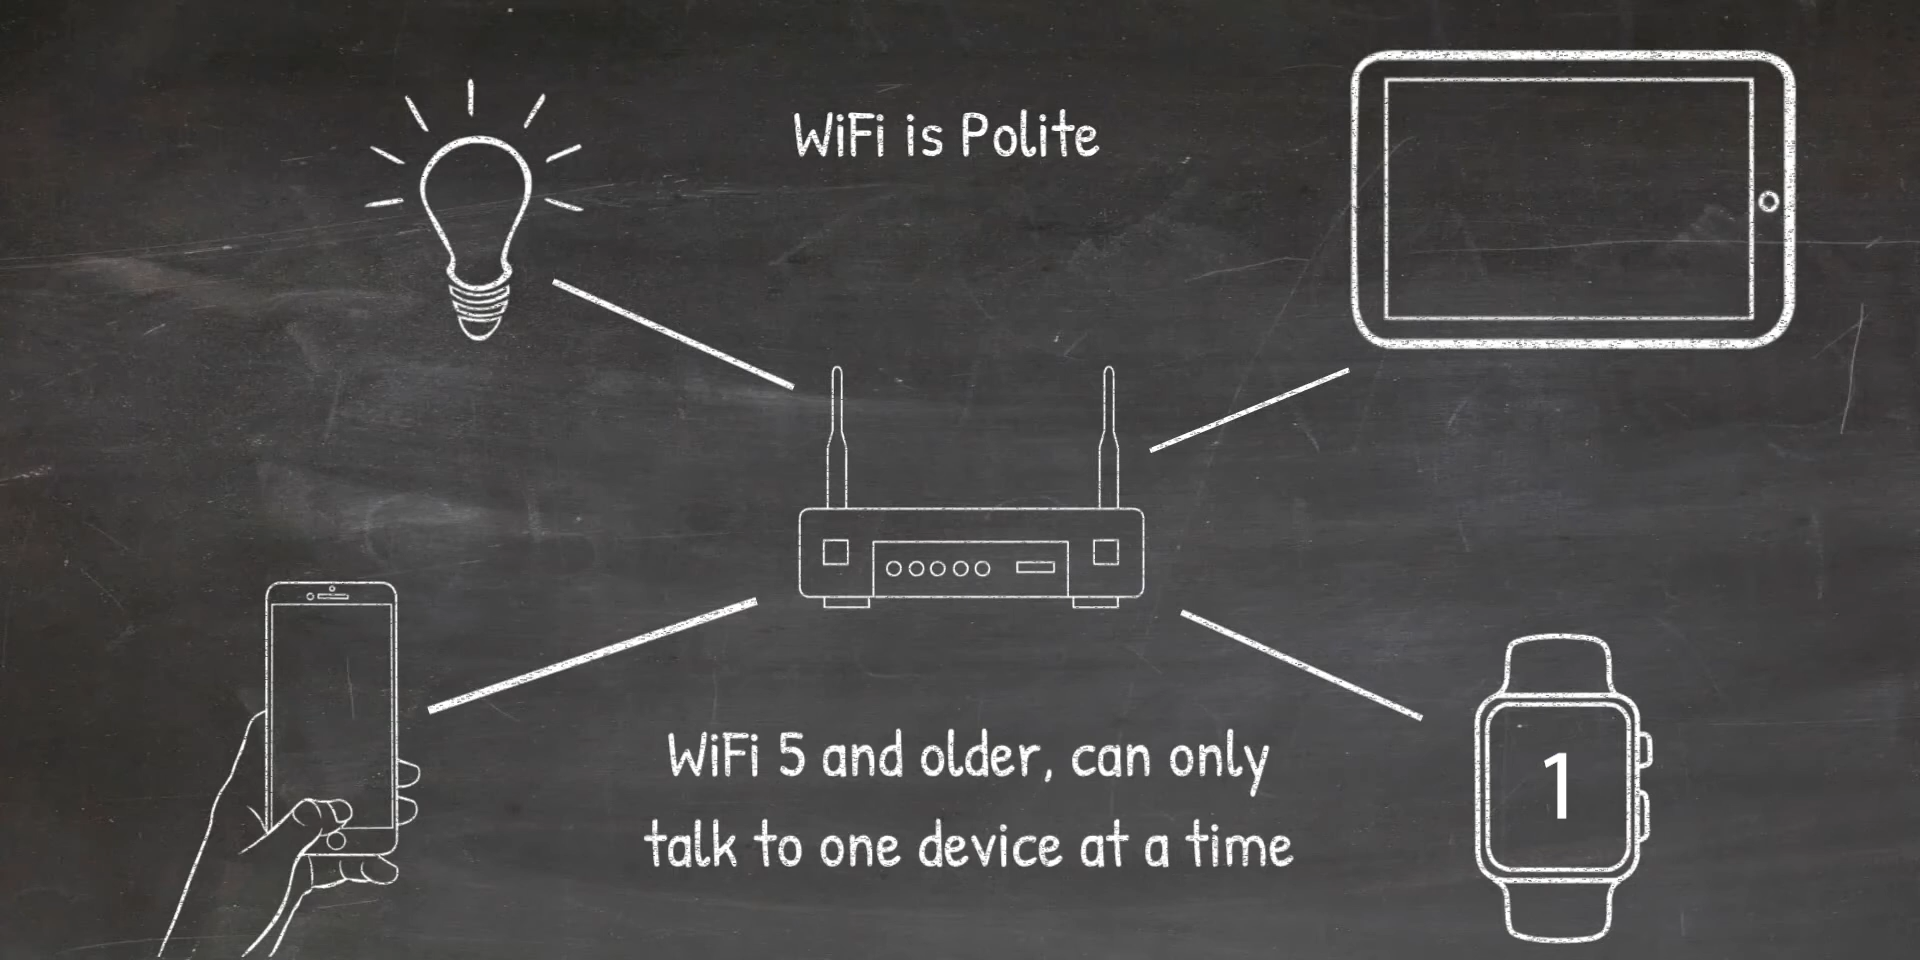 WiFi is Polite
1
WiFi 5 and older, can only
talk to one device at a time